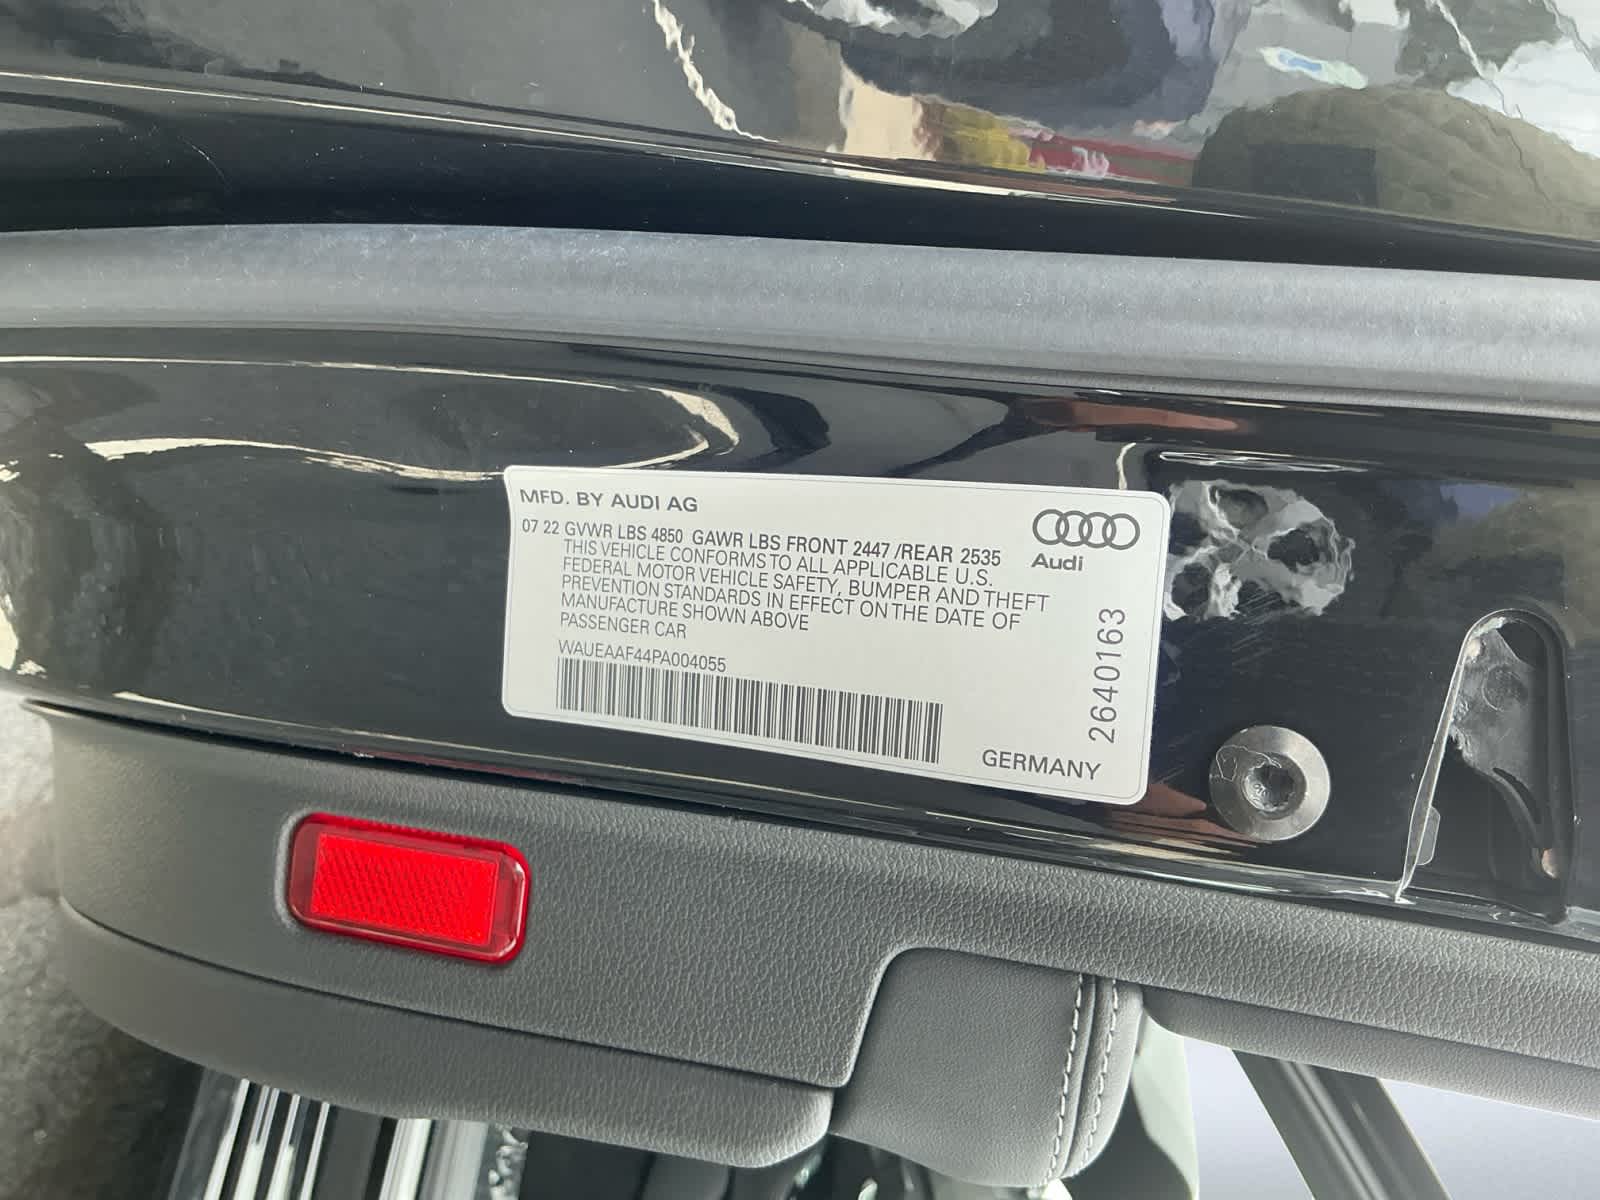 MFD. BY AUDI AG
07 22 GVWR LBS 4850 GAWR LBS FRONT 2447 /REAR 2535
THIS VEHICLE CONFORMS TO ALL APPLICABLE U.S.
FEDERAL MOTOR VEHICLE SAFETY, BUMPER AND THEFT
PREVENTION STANDARDS IN EFFECT ON THE DATE OF
MANUFACTURE SHOWN ABOVE
PASSENGER CAR
WAUEAAF44PA004055
Audi
2640163
GERMANY